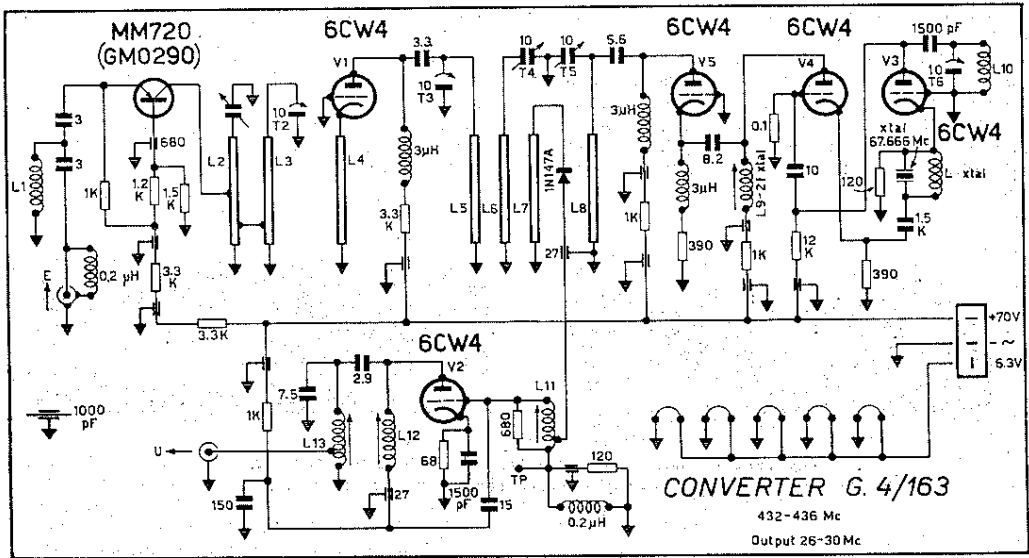 MM720
(GM0290)
6CW4
6CW4
6CW4
1500 pF
V1
3.3
10
T4
10
T5
5.6
V5
V4
V3
10
T6
L10
3
3
680
10
T2
10
T3
3µH
3µH
8.2
0.1
10
xtal
67.666 Mc
6CW4
L1
1K
1.2
K
1.5
K
L2
L3
L4
3.3
K
L5
L6
L7
1N147A
L8
27
1K
3µH
390
L9-2f xtal
1K
12
K
120
L-xtal
1.5
K
390
E
0,2 µH
3.3
K
3.3K
+70V
- ~
6.3V
6CW4
V2
2.9
7.5
1K
L13
L12
68
1500
pF
27
15
680
L11
TP
120
0.2µH
1000
pF
U
150
CONVERTER G.4/163
432-436 Mc
Output 26-30Mc